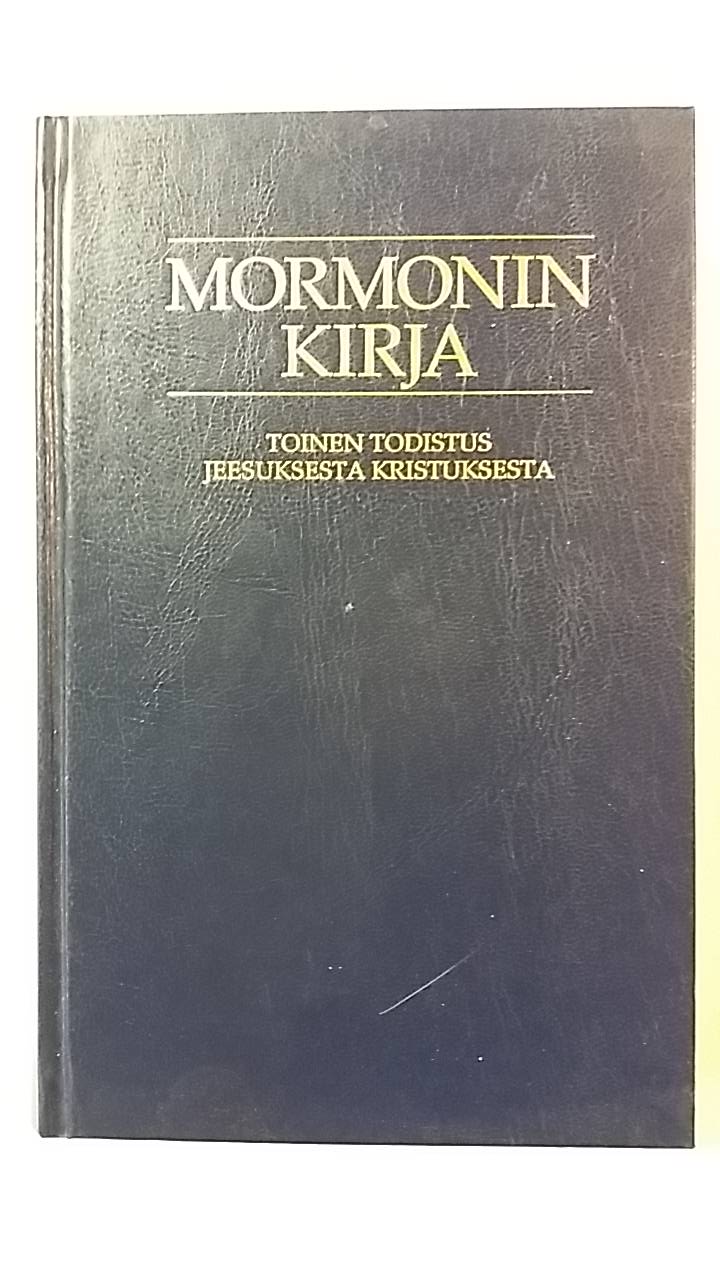 MORMONIN
KIRJA
TOINEN TODISTUS
JEESUKSESTA KRISTUKSESTA